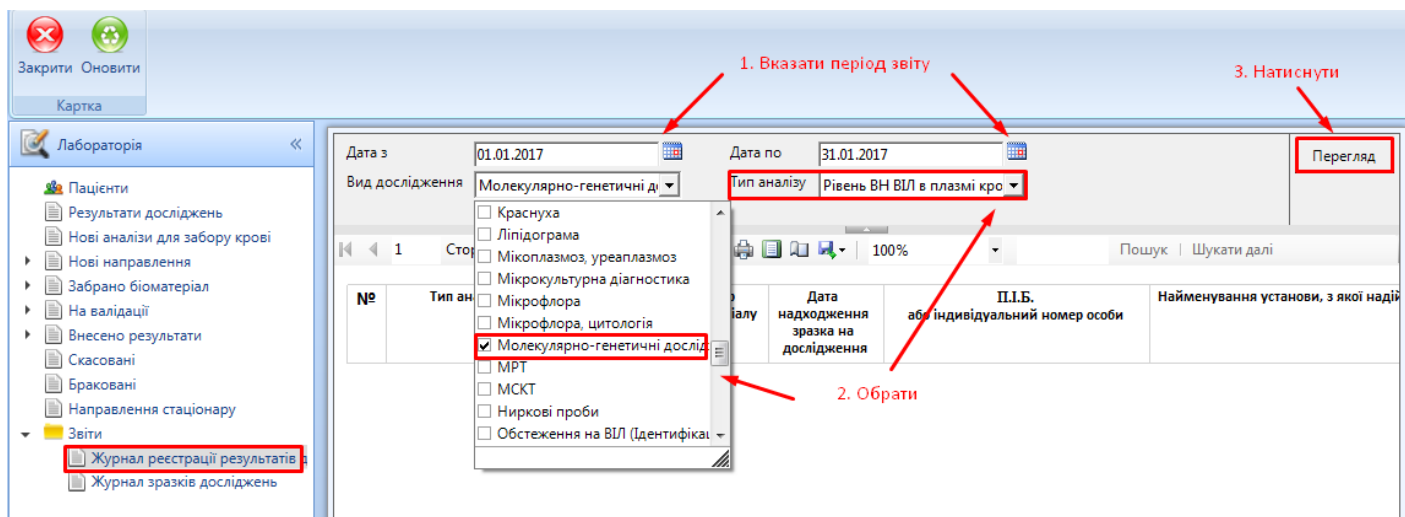 Закрити Оновити
Картка
1. Вказати період звіту
3. Натиснути
Лабораторія
Пацієнти
Результати досліджень
Нові аналізи для забору крові
Нові направлення
Забрано біоматеріал
На валідації
Внесено результати
Скасовані
Браковані
Направлення стаціонару
Звіти
Журнал реєстрації результатів д
Журнал зразків досліджень
Дата з 01.01.2017 Дата по 31.01.2017 Перегляд
Вид дослідження Молекулярно-генетичні д Тип аналізу Рівень ВН ВІЛ в плазмі кро
Краснуха
Ліпідограма
Мікоплазмоз, уреаплазмоз
Мікрокультурна діагностика
Мікрофлора
Мікрофлора, цитологія
Молекулярно-генетичні дослід
МРТ
МСКТ
Ниркові проби
Обстеження на ВІЛ (Ідентифікац
1 Стор 100% Пошук | Шукати далі
№ Тип ан
іалу
Дата
надходження
зразка на
дослідження
П.І.Б.
або індивідуальний номер особи
Найменування установи, з якої надій
2. Обрати